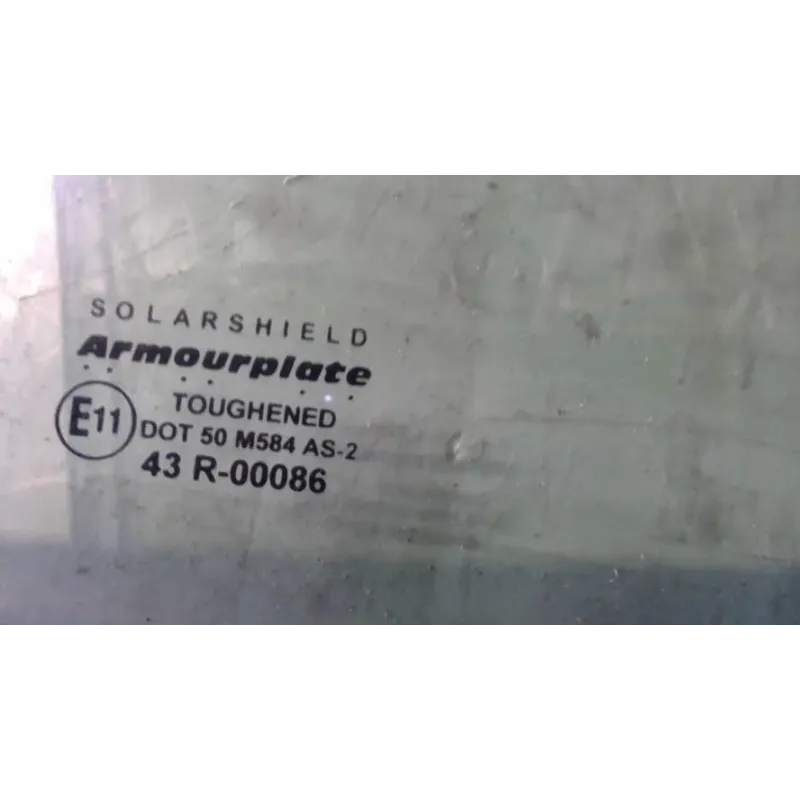 SOLARSHIELD
Armourplate
TOUGHENED
E11
DOT 50 M584 AS-2
43 R-00086